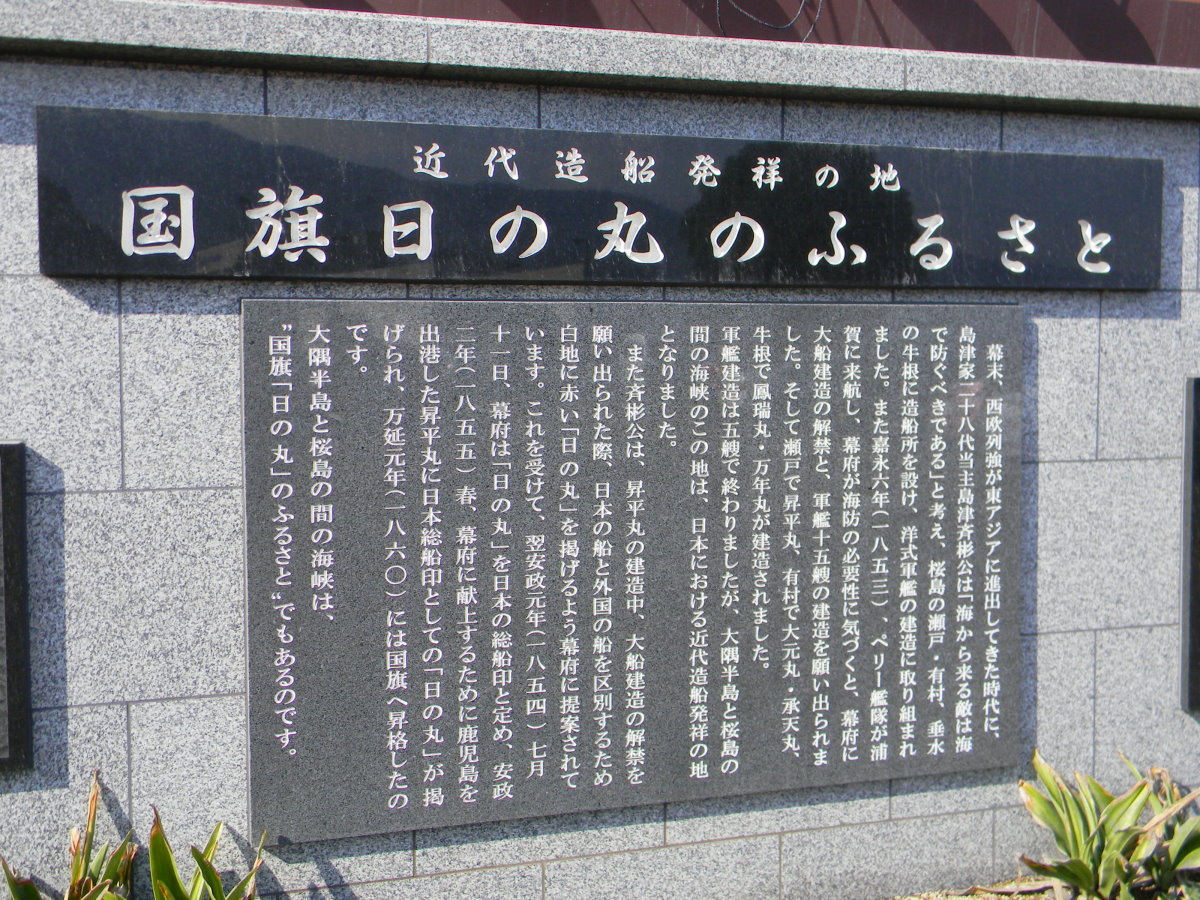 近代造船発祥の地
国旗日の丸のふるさと
幕末、西欧列強が東アジアに進出してきた時代に、
島津家二十八代当主島津斉彬公は「海から来る敵は海
で防ぐべきである」と考え、桜島の瀬戸・有村、垂水
の牛根に造船所を設け、洋式軍艦の建造に取り組まれ
ました。また嘉永六年(一八五三)、ペリー艦隊が浦
賀に来航し、幕府が海防の必要性に気づくと、幕府に
大船建造の解禁と、軍艦十五艘の建造を願い出られま
した。そして瀬戸で昇平丸、有村で大元丸・承天丸、
牛根で鳳瑞丸・万年丸が建造されました。
軍艦建造は五艘で終わりましたが、大隅半島と桜島の
間の海峡のこの地は、日本における近代造船発祥の地
となりました。
また斉彬公は、昇平丸の建造中、大船建造の解禁を
願い出られた際、日本の船と外国の船を区別するため
白地に赤い「日の丸」を掲げるよう幕府に提案されて
います。これを受けて、翌安政元年(一八五四)七月
十一日、幕府は「日の丸」を日本の総船印と定め、安政
二年(一八五五)春、幕府に献上するために鹿児島を
出港した昇平丸に日本総船印としての「日の丸」が掲
げられ、万延元年(一八六〇)には国旗へ昇格したの
です。
大隅半島と桜島の間の海峡は、
"国旗「日の丸」のふるさと"でもあるのです。